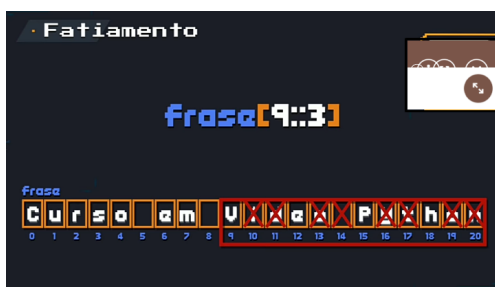 · Fatiamento
frase[9::3]
frase
Curso em Video Python
0 1 2 3 4 5 6 7 8 9 10 11 12 13 14 15 16 17 18 19 20